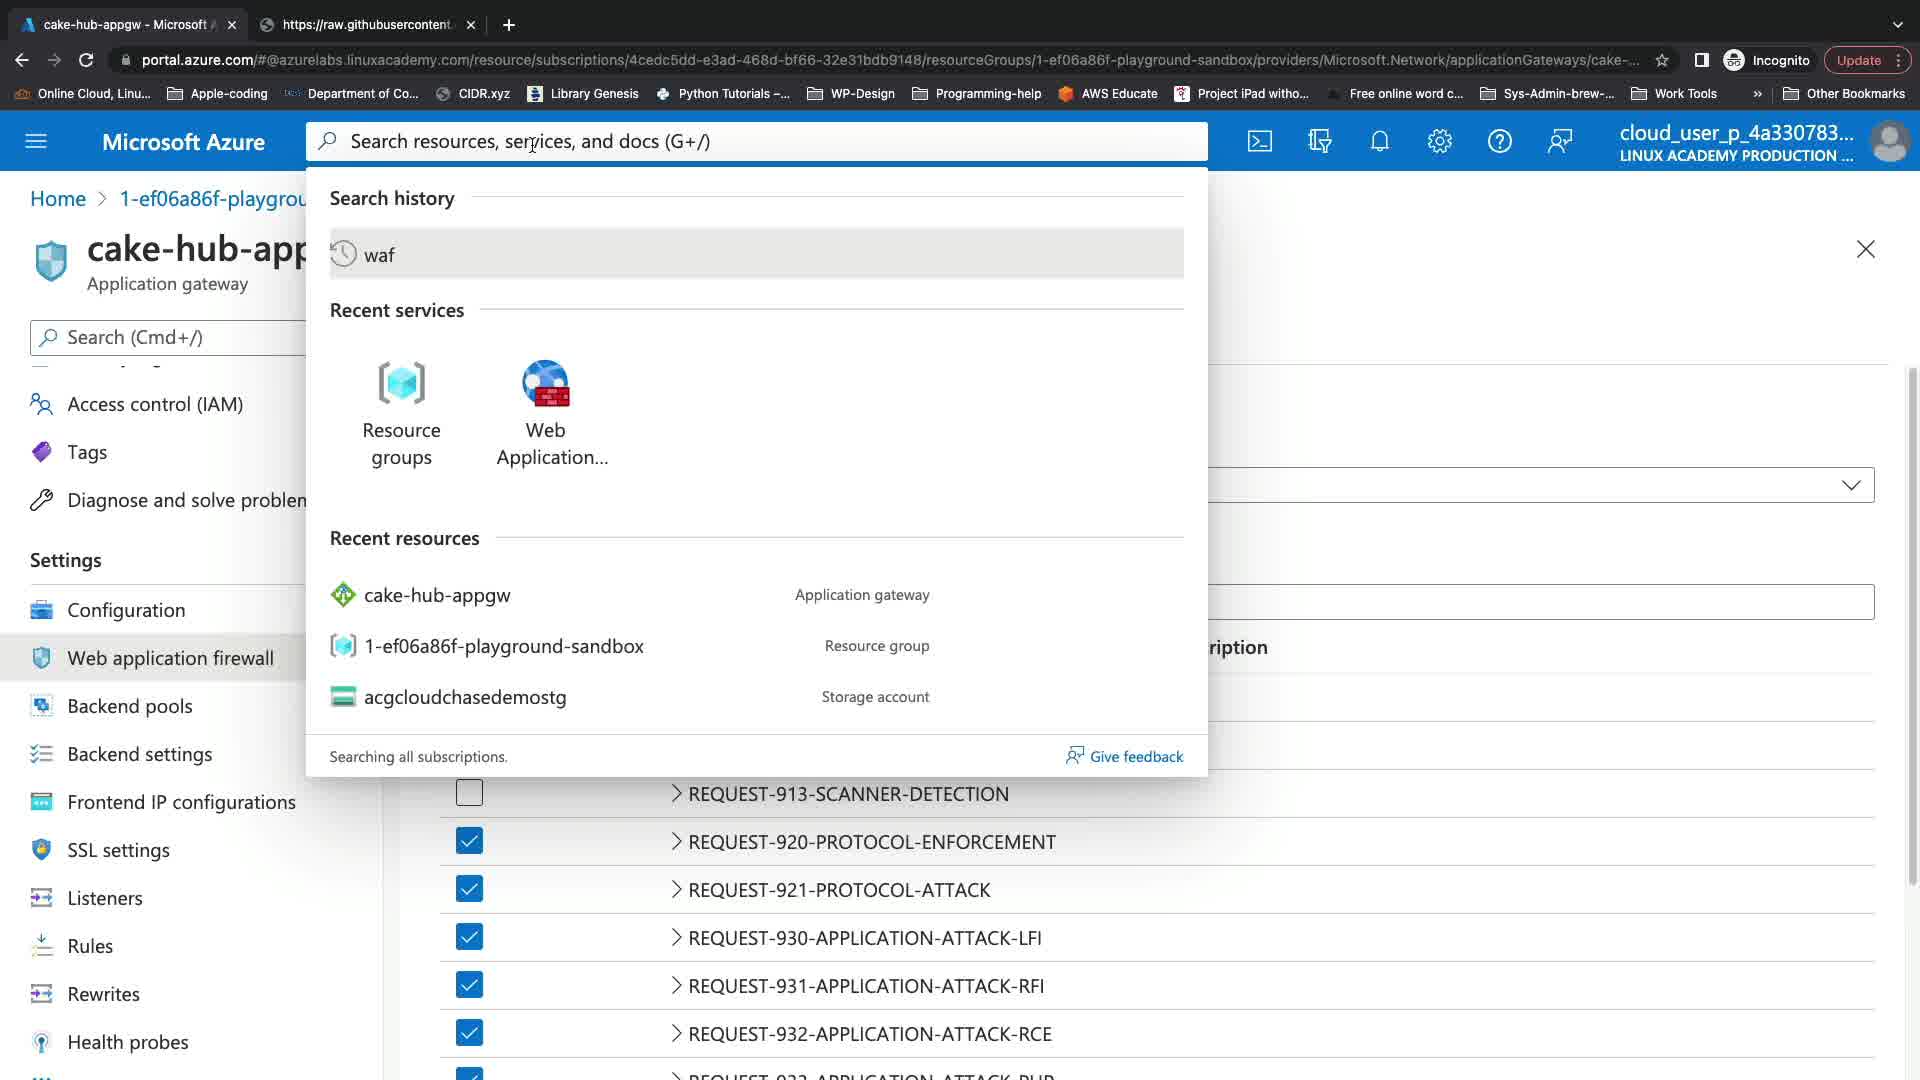 cake-hub-appgw - Microsoft A
https://raw.githubusercontent.
portal.azure.com/#@azurelabs.linuxacademy.com/resource/subscriptions/4cedc5dd-e3ad-468d-bf66-32e31bdb9148/resourceGroups/1-ef06a86f-playground-sandbox/providers/Microsoft.Network/applicationGateways/cake-...
Incognito
Update
Online Cloud, Linu...
Apple-coding
Department of Co...
CIDR.xyz
Library Genesis
Python Tutorials –...
WP-Design
Programming-help
AWS Educate
Project iPad witho...
Free online word c...
Sys-Admin-brew-...
Work Tools
»
Other Bookmarks
Microsoft Azure
Search resources, services, and docs (G+/)
cloud_user_p_4a330783...
LINUX ACADEMY PRODUCTION ...
Home > 1-ef06a86f-playgrou
cake-hub-app
Application gateway
Search (Cmd+/)
Access control (IAM)
Tags
Diagnose and solve problem
Settings
Configuration
Web application firewall
Backend pools
Backend settings
Frontend IP configurations
SSL settings
Listeners
Rules
Rewrites
Health probes
Search history
waf
Recent services
Resource groups
Web Application...
Recent resources
cake-hub-appgw Application gateway
1-ef06a86f-playground-sandbox Resource group
acgcloudchasedemostg Storage account
Searching all subscriptions.
Give feedback
ription
REQUEST-913-SCANNER-DETECTION
REQUEST-920-PROTOCOL-ENFORCEMENT
REQUEST-921-PROTOCOL-ATTACK
REQUEST-930-APPLICATION-ATTACK-LFI
REQUEST-931-APPLICATION-ATTACK-RFI
REQUEST-932-APPLICATION-ATTACK-RCE
REQUEST-933-APPLICATION-ATTACK-PHP